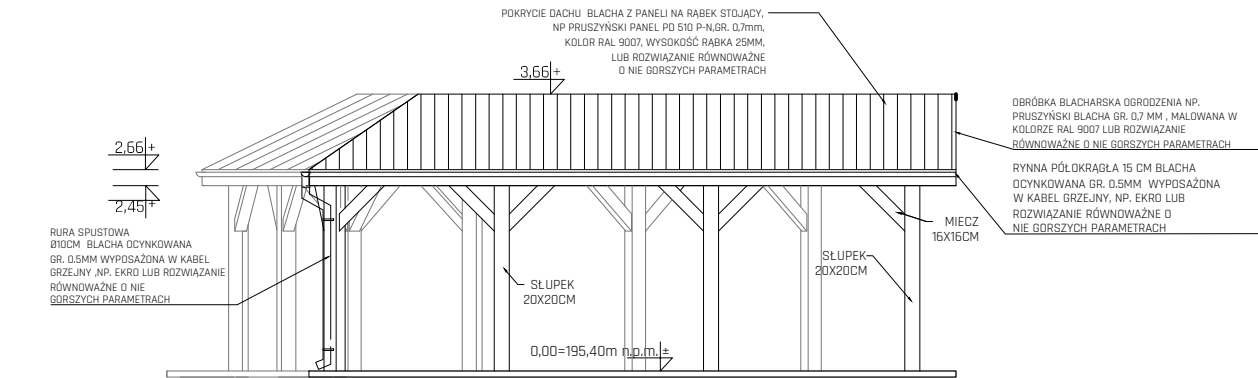 POKRYCIE DACHU BLACHA Z PANELI NA RĄBEK STOJĄCY,
NP PRUSZYŃSKI PANEL PD 510 P-N,GR. 0,7mm,
KOLOR RAL 9007, WYSOKOŚĆ RĄBKA 25MM,
LUB ROZWIĄZANIE RÓWNOWAŻNE
O NIE GORSZYCH PARAMETRACH
3,66+
OBRÓBKA BLACHARSKA OGRODZENIA NP.
PRUSZYŃSKI BLACHA GR. 0,7 MM , MALOWANA W
KOLORZE RAL 9007 LUB ROZWIĄZANIE
RÓWNOWAŻNE O NIE GORSZYCH PARAMETRACH
2,66+
2,45+
RYNNA PÓŁOKRĄGŁA 15 CM BLACHA
OCYNKOWANA GR. 0.5MM WYPOSAŻONA
W KABEL GRZEJNY, NP. EKRO LUB
ROZWIĄZANIE RÓWNOWAŻNE O
NIE GORSZYCH PARAMETRACH
RURA SPUSTOWA
Ø10CM BLACHA OCYNKOWANA
GR. 0.5MM WYPOSAŻONA W KABEL
GRZEJNY ,NP. EKRO LUB ROZWIĄZANIE
RÓWNOWAŻNE O NIE
GORSZYCH PARAMETRACH
MIECZ
16X16CM
SŁUPEK
20X20CM
SŁUPEK
20X20CM
0,00=195,40m n.p.m. ±